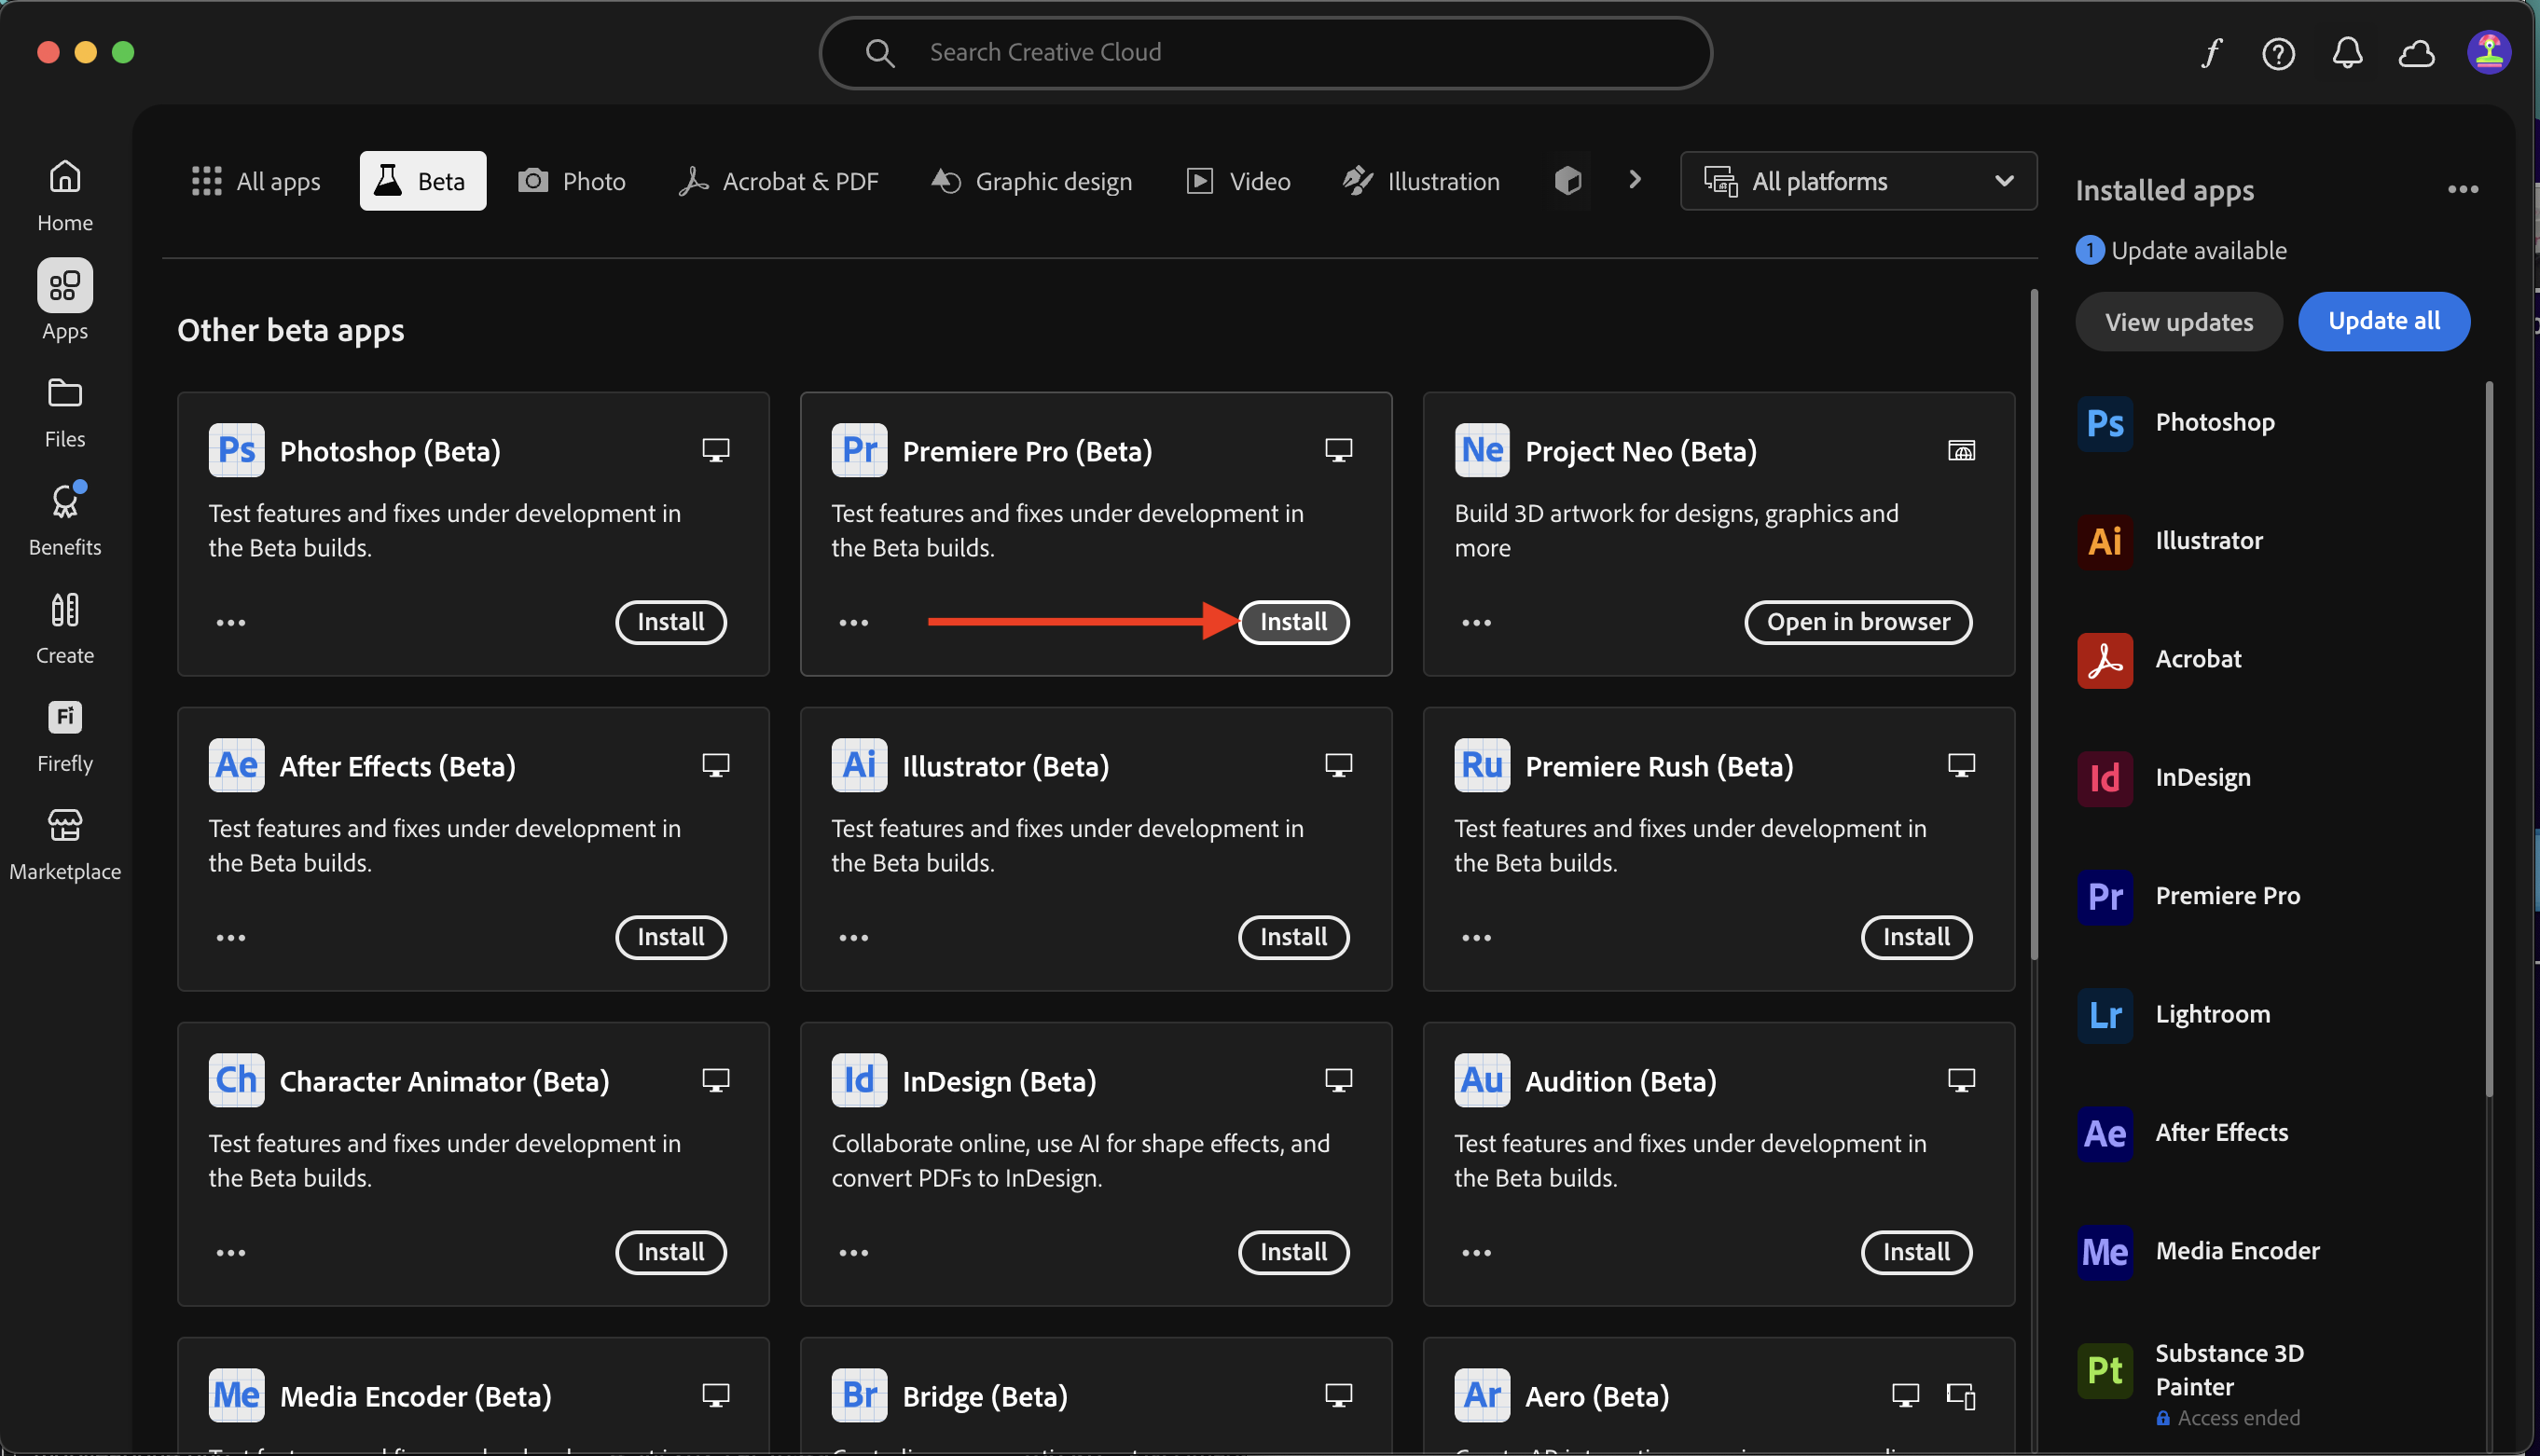 Search Creative Cloud
Home
Apps
Files
Benefits
Create
Fi
Firefly
Marketplace
All apps
Beta
Photo
Acrobat & PDF
Graphic design
Video
Illustration
All platforms
Other beta apps
Ps Photoshop (Beta)
Test features and fixes under development in
the Beta builds.
Install
Pr Premiere Pro (Beta)
Test features and fixes under development in
the Beta builds.
Install
Ne Project Neo (Beta)
Build 3D artwork for designs, graphics and
more
Open in browser
Ae After Effects (Beta)
Test features and fixes under development in
the Beta builds.
Install
Ai Illustrator (Beta)
Test features and fixes under development in
the Beta builds.
Install
Ru Premiere Rush (Beta)
Test features and fixes under development in
the Beta builds.
Install
Ch Character Animator (Beta)
Test features and fixes under development in
the Beta builds.
Install
Id InDesign (Beta)
Collaborate online, use AI for shape effects, and
convert PDFs to InDesign.
Install
Au Audition (Beta)
Test features and fixes under development in
the Beta builds.
Install
Me Media Encoder (Beta)
Br Bridge (Beta)
Ar Aero (Beta)
Installed apps
1 Update available
View updates
Update all
Ps Photoshop
Ai Illustrator
Acrobat
Id InDesign
Pr Premiere Pro
Lr Lightroom
Ae After Effects
Me Media Encoder
Pt Substance 3D
Painter
Access ended